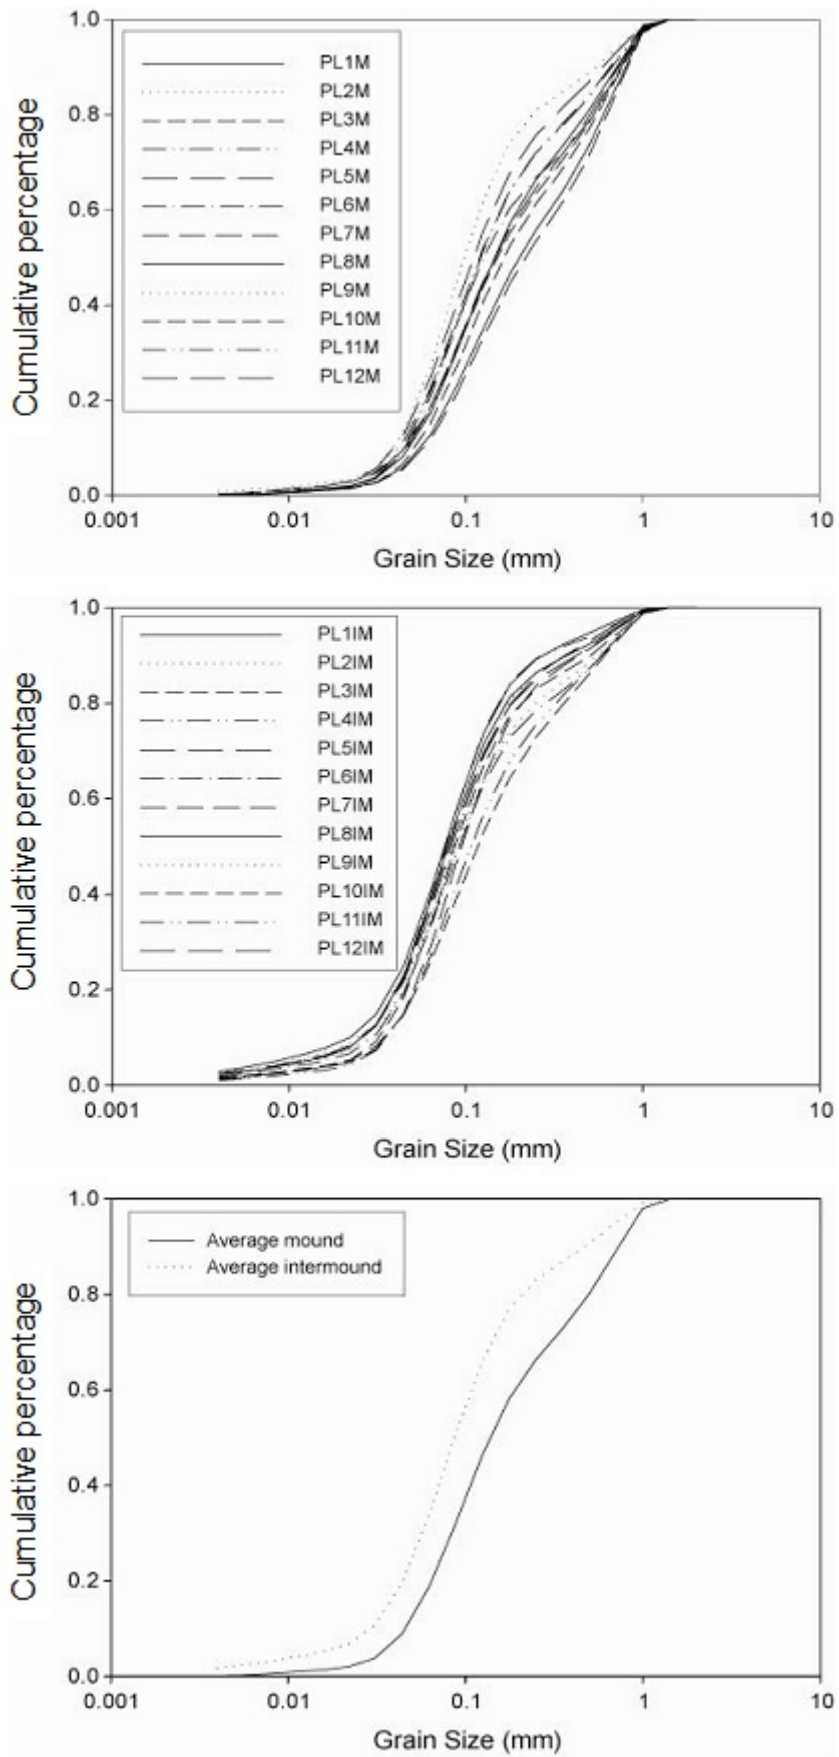 1.0
0.8
0.6
0.4
0.2
0.0
Cumulative percentage
PL1M
PL2M
PL3M
PL4M
PL5M
PL6M
PL7M
PL8M
PL9M
PL10M
PL11M
PL12M
0.001 0.01 0.1 1 10
Grain Size (mm)
1.0
0.8
0.6
0.4
0.2
0.0
Cumulative percentage
PL1IM
PL2IM
PL3IM
PL4IM
PL5IM
PL6IM
PL7IM
PL8IM
PL9IM
PL10IM
PL11IM
PL12IM
0.001 0.01 0.1 1 10
Grain Size (mm)
1.0
0.8
0.6
0.4
0.2
0.0
Cumulative percentage
Average mound
Average intermound
0.001 0.01 0.1 1 10
Grain Size (mm)